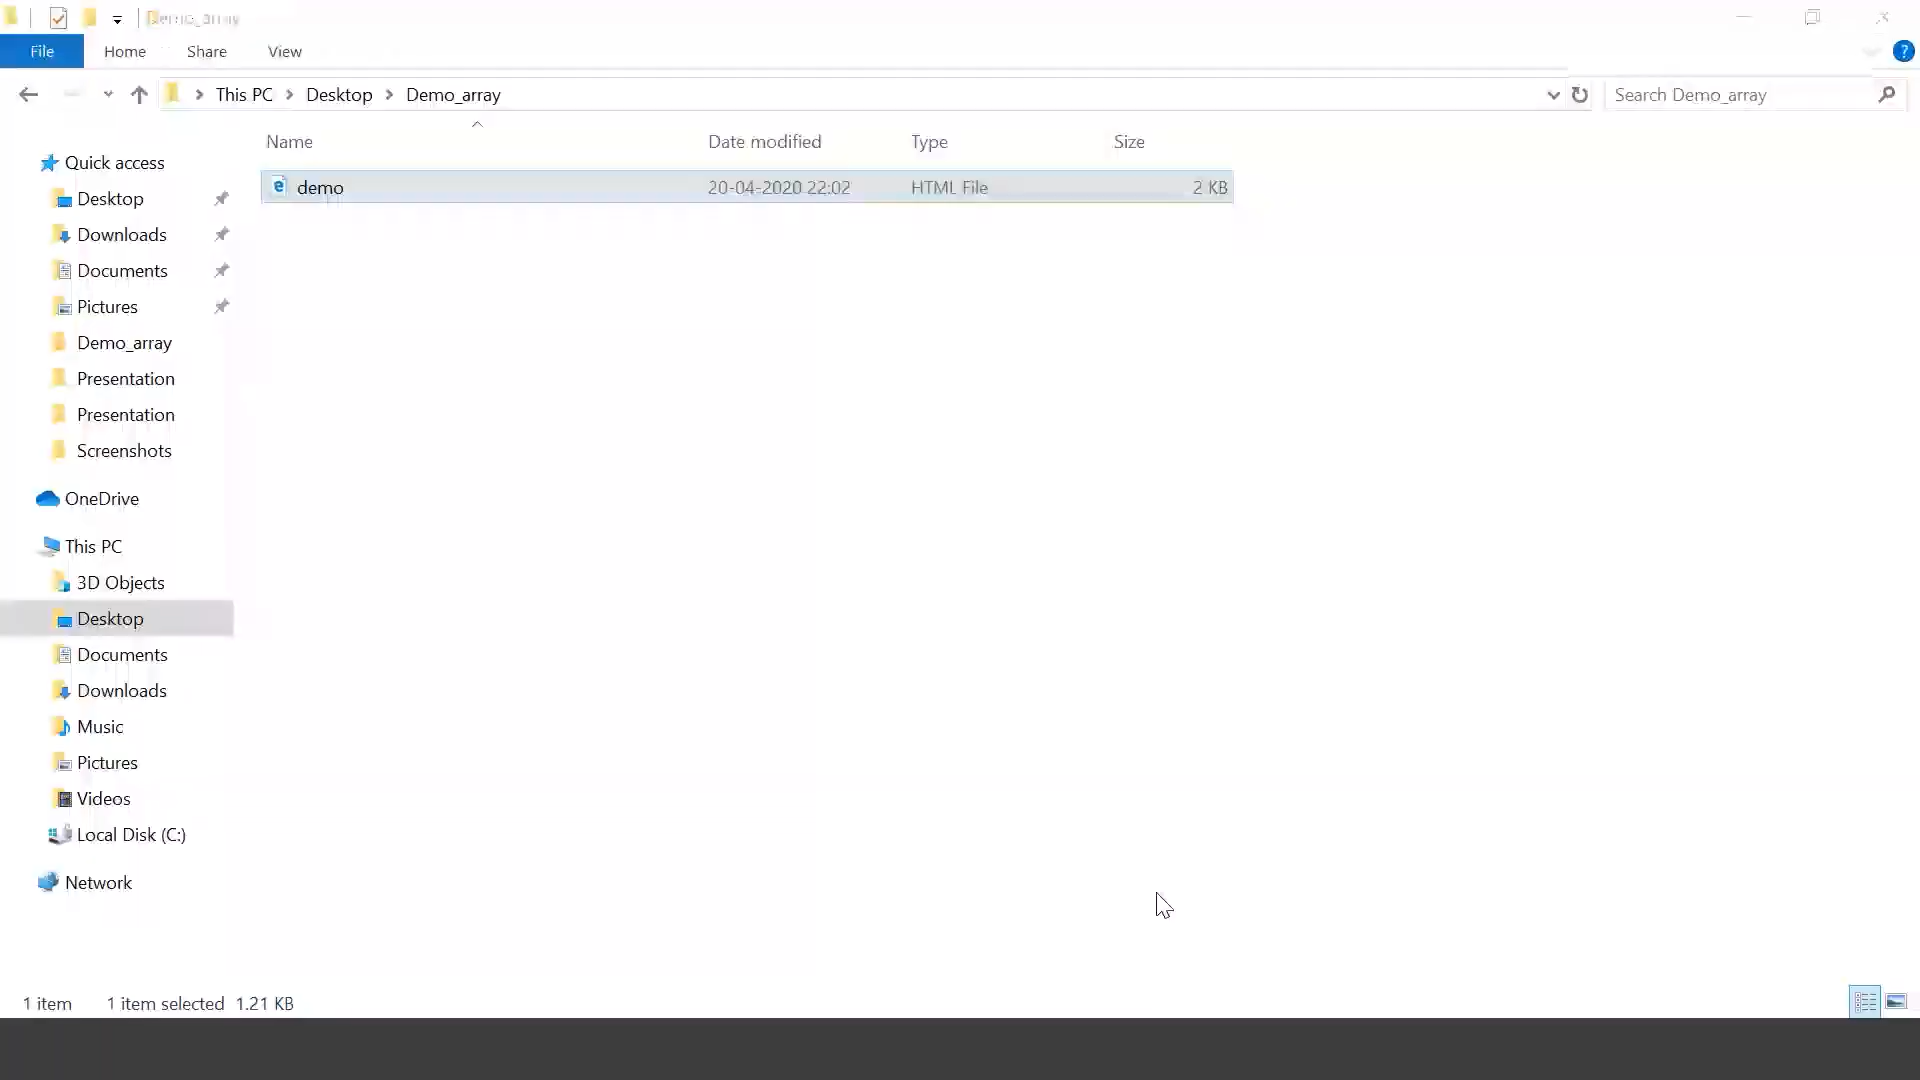 Demo_array
File Home Share View
This PC Desktop Demo_array
Search Demo_array
Name Date modified Type Size
demo 20-04-2020 22:02 HTML File 2 KB
Quick access
Desktop
Downloads
Documents
Pictures
Demo_array
Presentation
Presentation
Screenshots
OneDrive
This PC
3D Objects
Desktop
Documents
Downloads
Music
Pictures
Videos
Local Disk (C:)
Network
1 item 1 item selected 1.21 KB